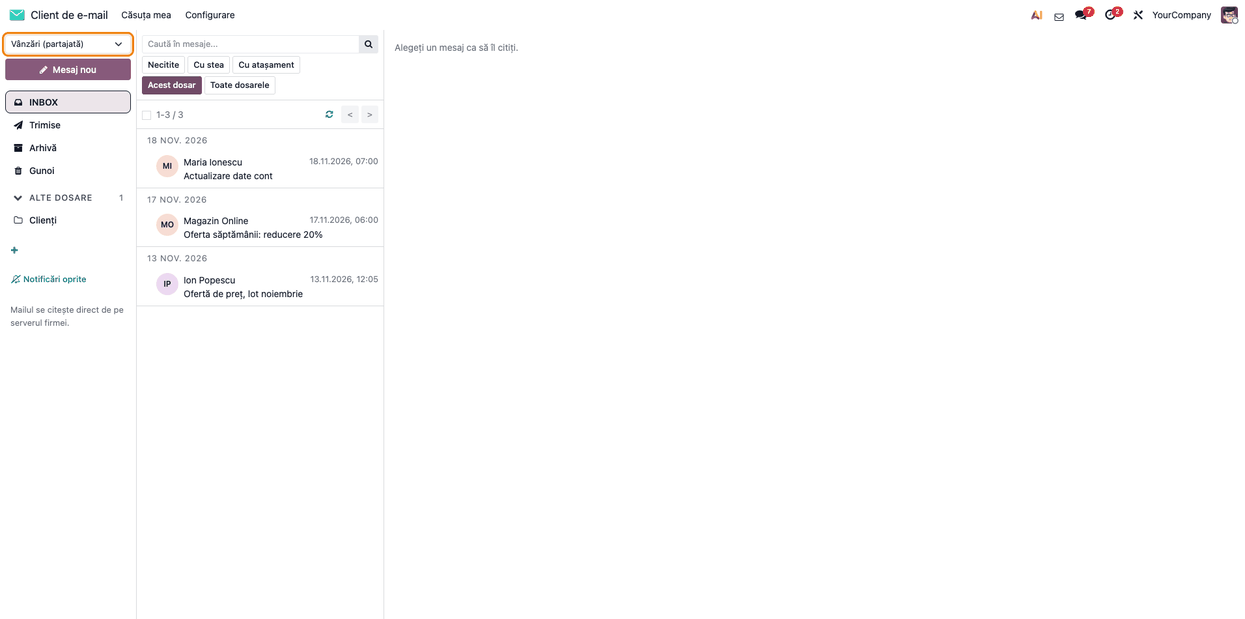 Client de e-mail Căsuța mea Configurare
AI 7 2 YourCompany
Vânzări (partajată)
Mesaj nou
INBOX
Trimise
Arhivă
Gunoi
ALTE DOSARE 1
Clienți
+
Notificări oprite
Mailul se citește direct de pe
serverul firmei.
Caută în mesaje...
Necitite Cu stea Cu atașament
Acest dosar Toate dosarele
1-3 / 3 < >
18 NOV. 2026
MI Maria Ionescu 18.11.2026, 07:00
Actualizare date cont
17 NOV. 2026
MO Magazin Online 17.11.2026, 06:00
Oferta săptămânii: reducere 20%
13 NOV. 2026
IP Ion Popescu 13.11.2026, 12:05
Ofertă de preț, lot noiembrie
Alegeți un mesaj ca să îl citiți.